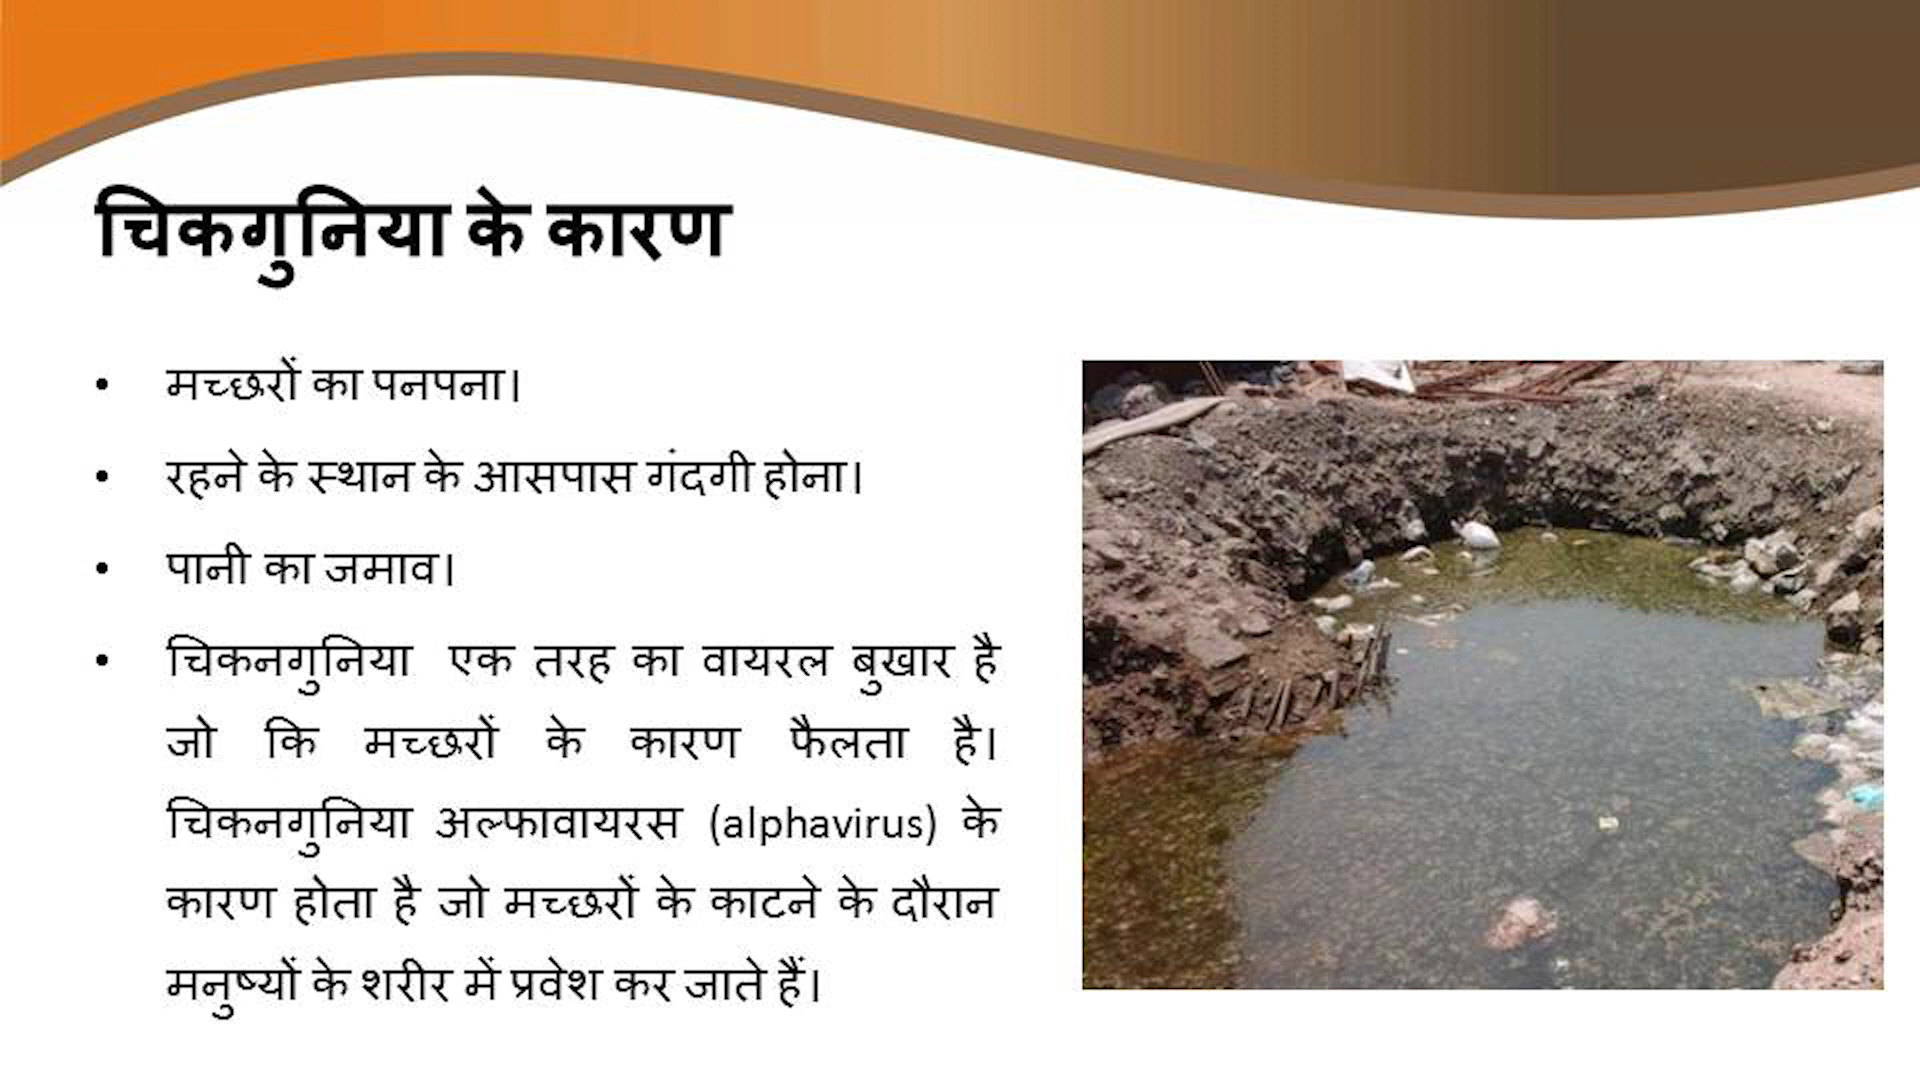 चिकगुनिया के कारण
• मच्छरों का पनपना।
• रहने के स्थान के आसपास गंदगी होना।
• पानी का जमाव।
• चिकनगुनिया एक तरह का वायरल बुखार है
जो कि मच्छरों के कारण फैलता है।
चिकनगुनिया अल्फावायरस (alphavirus) के
कारण होता है जो मच्छरों के काटने के दौरान
मनुष्यों के शरीर में प्रवेश कर जाते हैं।